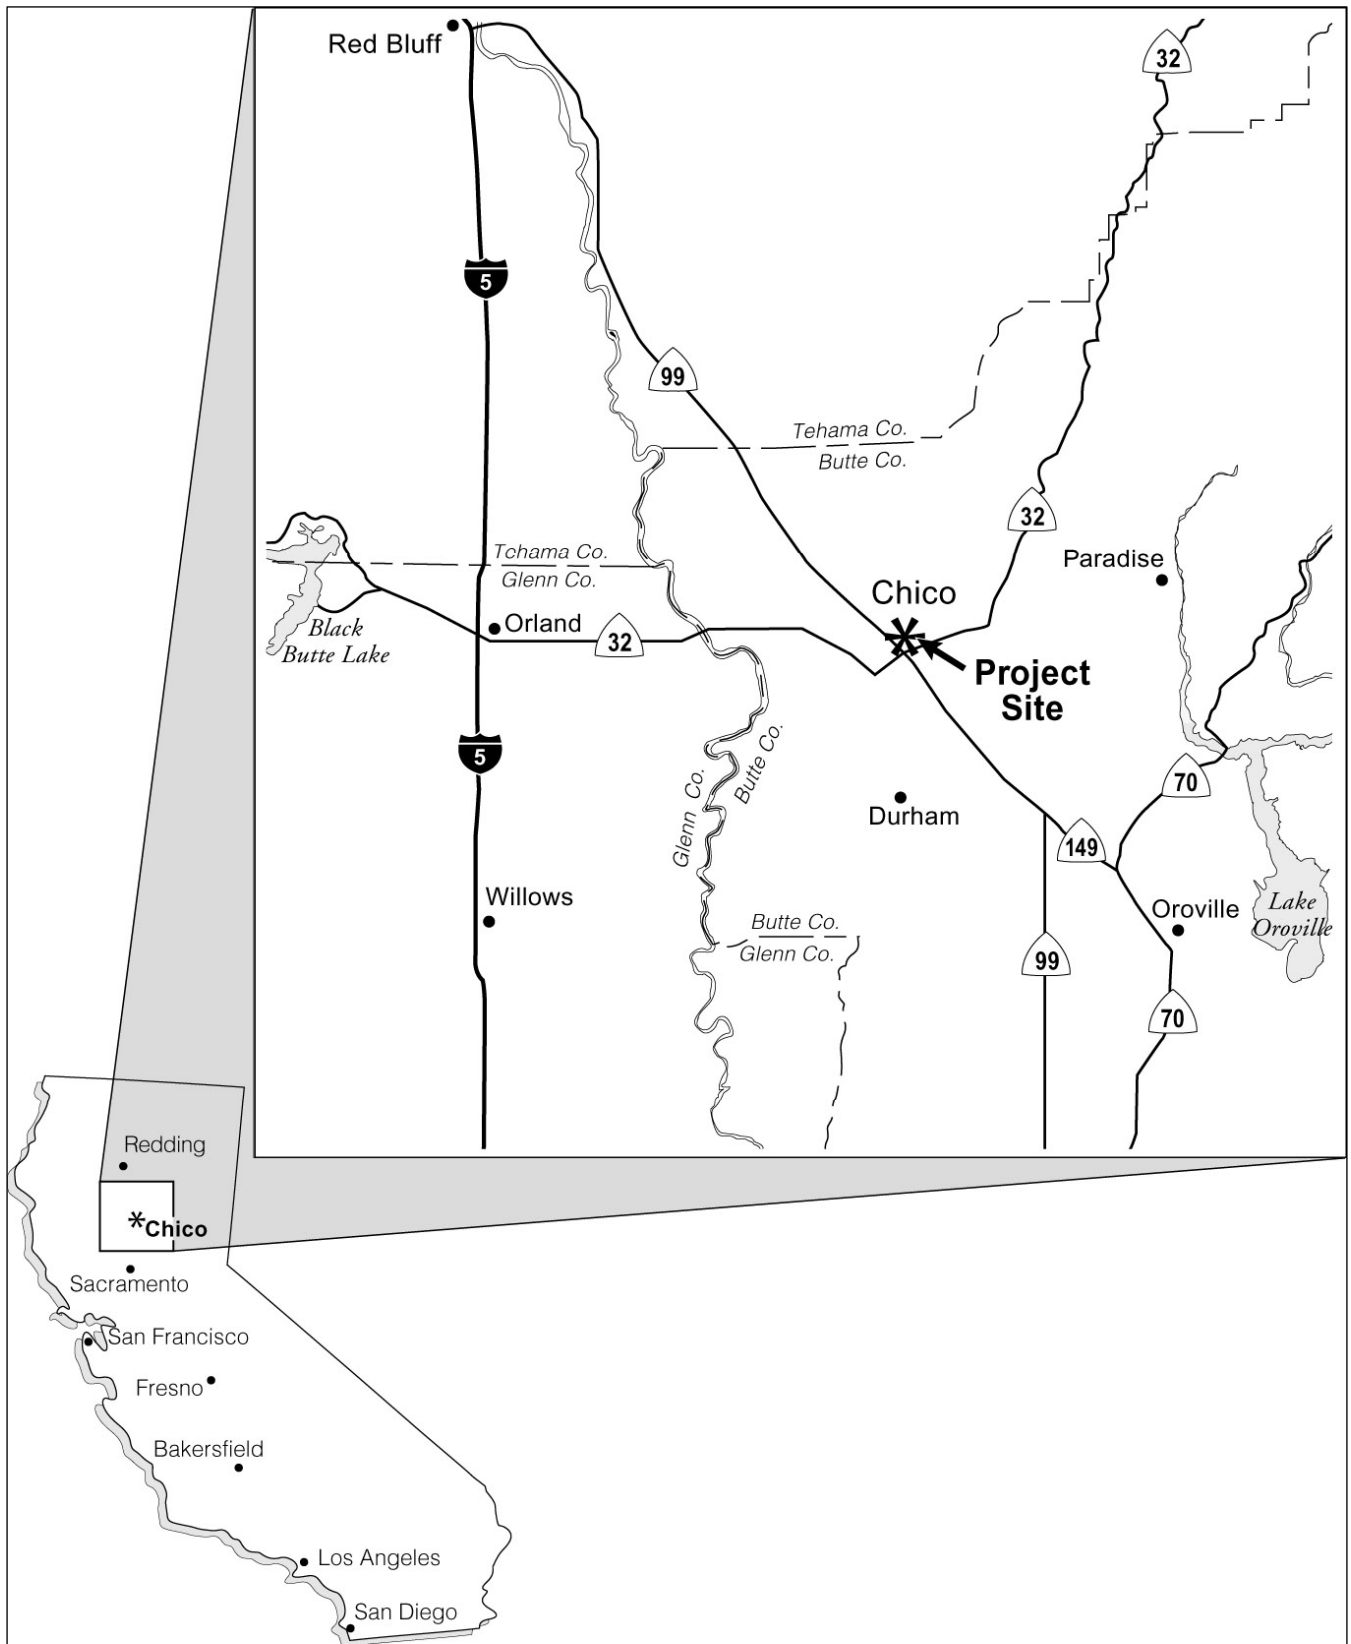 Red Bluff
32
5
99
Tehama Co.
Butte Co.
32
Paradise
Tchama Co.
Glenn Co.
Chico
Orland
32
Black
Butte Lake
Project
Site
5
Glenn Co.
Butte Co.
70
Durham
149
Willows
Butte Co.
Glenn Co.
Oroville
Lake
Oroville
99
70
Redding
Chico
Sacramento
San Francisco
Fresno
Bakersfield
Los Angeles
San Diego